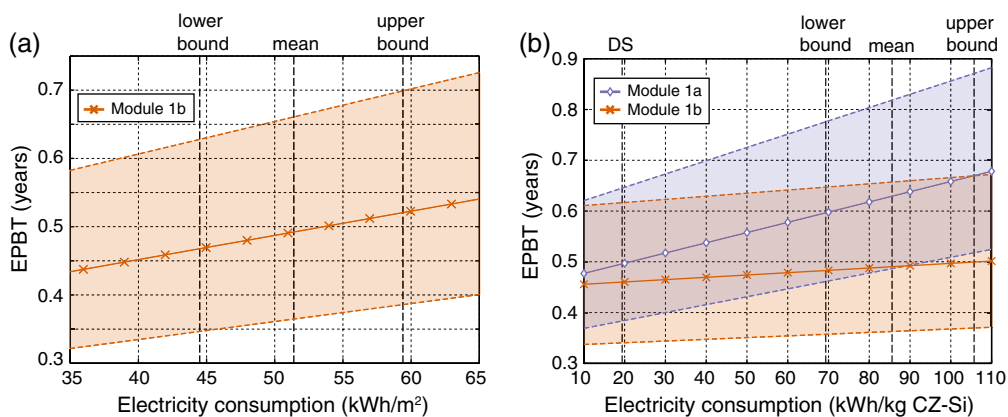 (a)
lower bound
mean
upper bound
0.7
0.6
0.5
0.4
0.3
EPBT (years)
Module 1b
35 40 45 50 55 60 65
Electricity consumption (kWh/m²)
(b)
DS
lower bound
mean
upper bound
0.9
0.8
0.7
0.6
0.5
0.4
0.3
EPBT (years)
Module 1a
Module 1b
10 20 30 40 50 60 70 80 90 100 110
Electricity consumption (kWh/kg CZ-Si)